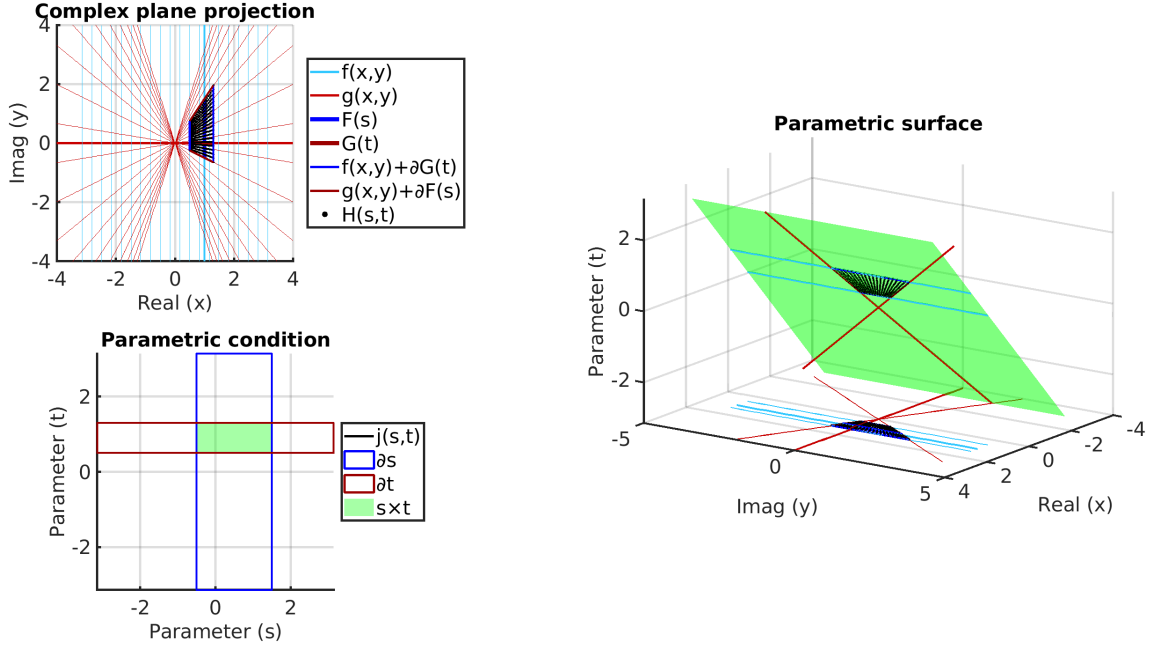 Complex plane projection
4
2
0
-2
-4
-4
-2
0
2
4
Imag (y)
Real (x)
f(x,y)
g(x,y)
F(s)
G(t)
f(x,y)+∂G(t)
g(x,y)+∂F(s)
H(s,t)
Parametric condition
2
0
-2
-2
0
2
Parameter (t)
Parameter (s)
j(s,t)
∂s
∂t
s×t
Parametric surface
2
0
-2
Parameter (t)
-5
0
5
Imag (y)
4
2
0
-2
-4
Real (x)